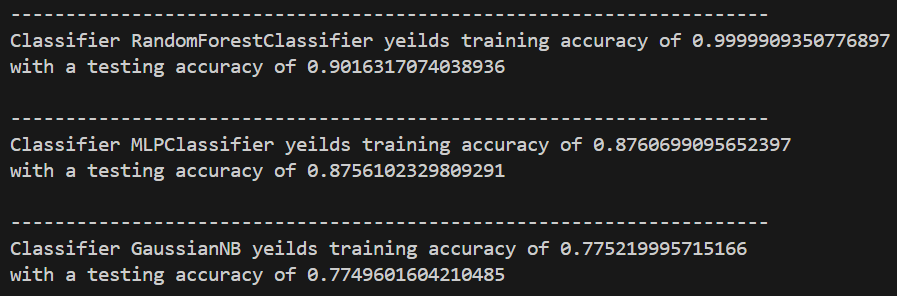 ---------------------------------------------------------------------
Classifier RandomForestClassifier yeilds training accuracy of 0.9999909350776897
with a testing accuracy of 0.9016317074038936
---------------------------------------------------------------------
Classifier MLPClassifier yeilds training accuracy of 0.8760699095652397
with a testing accuracy of 0.8756102329809291
---------------------------------------------------------------------
Classifier GaussianNB yeilds training accuracy of 0.775219995715166
with a testing accuracy of 0.7749601604210485